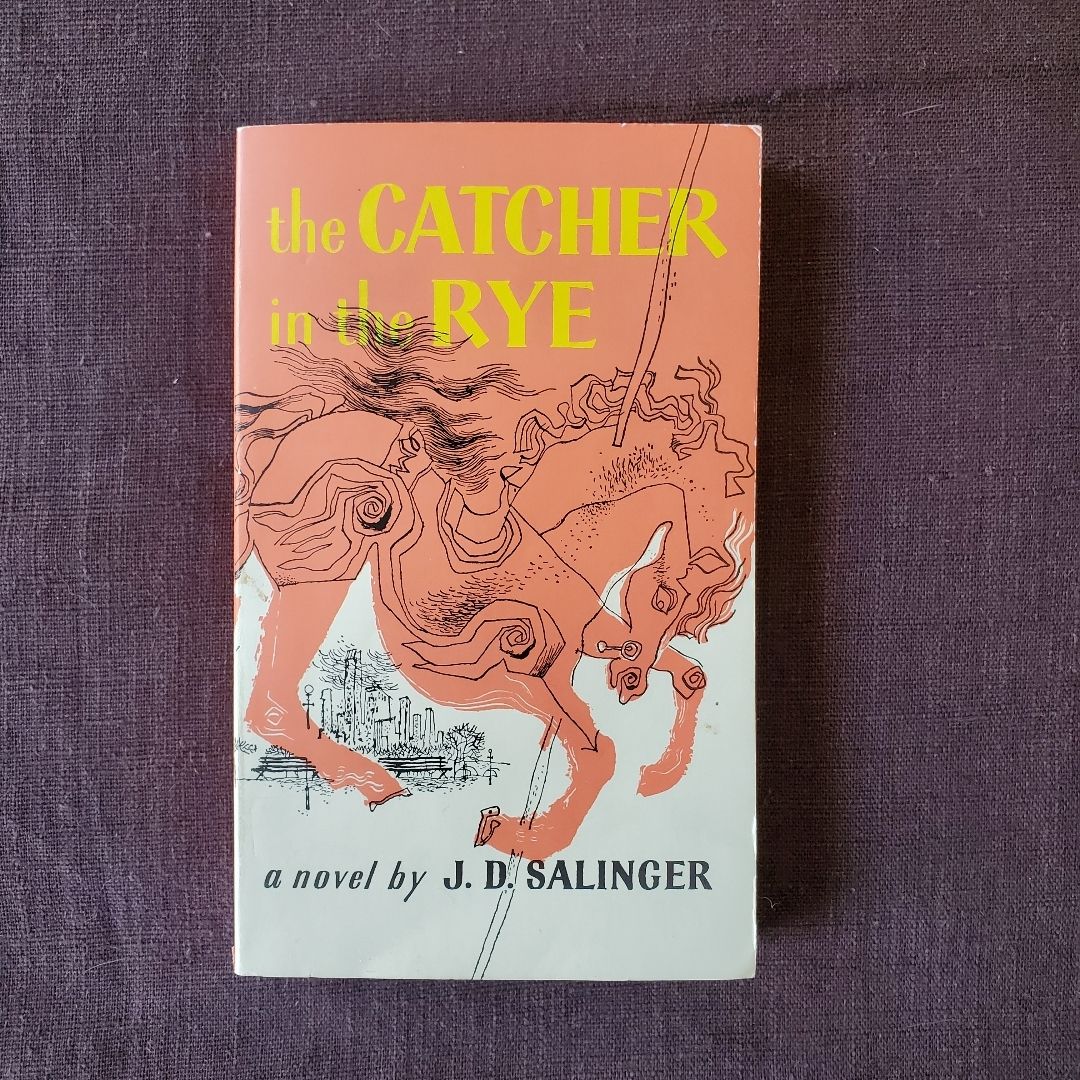 the CATCHER
in the RYE
a novel by J. D. SALINGER